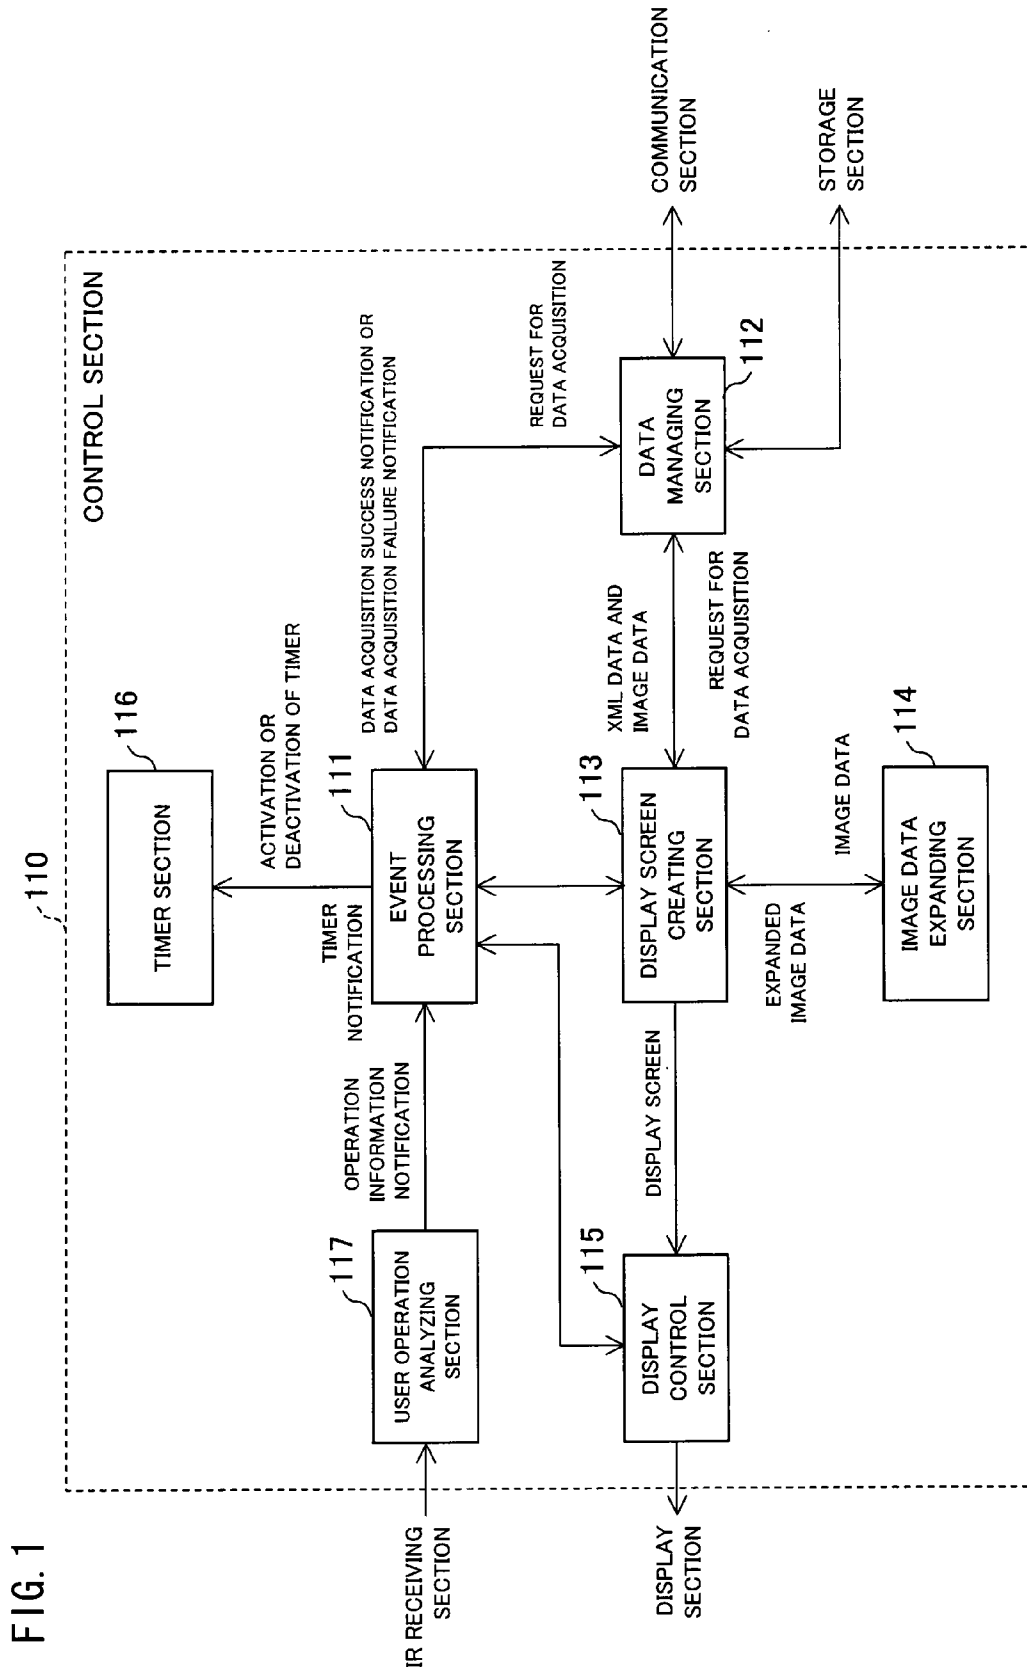 FIG. 1
110
CONTROL SECTION
TIMER SECTION
116
ACTIVATION OR
DEACTIVATION OF TIMER
TIMER
NOTIFICATION
IR RECEIVING
SECTION
117
USER OPERATION
ANALYZING
SECTION
OPERATION
INFORMATION
NOTIFICATION
111
EVENT
PROCESSING
SECTION
DATA ACQUISITION SUCCESS NOTIFICATION OR
DATA ACQUISITION FAILURE NOTIFICATION
REQUEST FOR
DATA ACQUISITION
DISPLAY
SECTION
115
DISPLAY
CONTROL
SECTION
DISPLAY SCREEN
113
DISPLAY SCREEN
CREATING
SECTION
XML DATA AND
IMAGE DATA
REQUEST FOR
DATA ACQUISITION
DATA
MANAGING
SECTION
112
COMMUNICATION
SECTION
STORAGE
SECTION
EXPANDED
IMAGE DATA
IMAGE DATA
114
IMAGE DATA
EXPANDING
SECTION